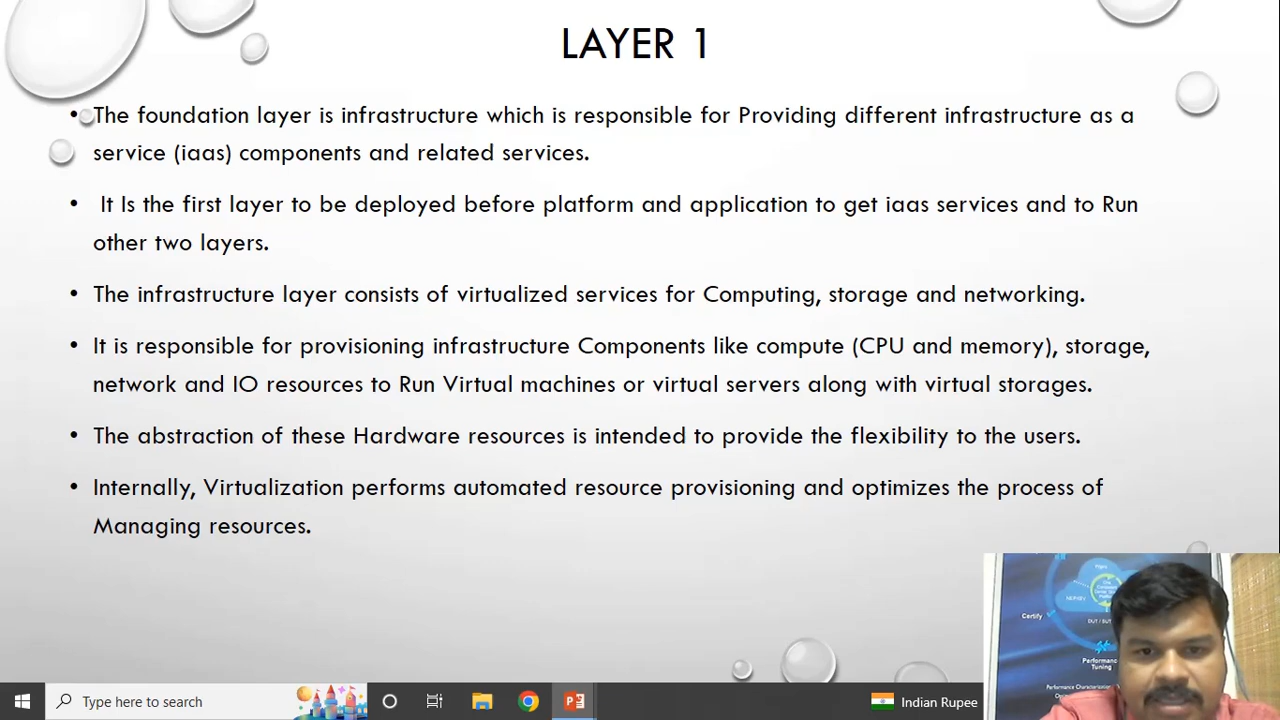 LAYER 1
• The foundation layer is infrastructure which is responsible for Providing different infrastructure as a
service (iaas) components and related services.
• It Is the first layer to be deployed before platform and application to get iaas services and to Run
other two layers.
• The infrastructure layer consists of virtualized services for Computing, storage and networking.
• It is responsible for provisioning infrastructure Components like compute (CPU and memory), storage,
network and IO resources to Run Virtual machines or virtual servers along with virtual storages.
• The abstraction of these Hardware resources is intended to provide the flexibility to the users.
• Internally, Virtualization performs automated resource provisioning and optimizes the process of
Managing resources.
Certify
Performance
Tuning
Type here to search
Indian Rupee